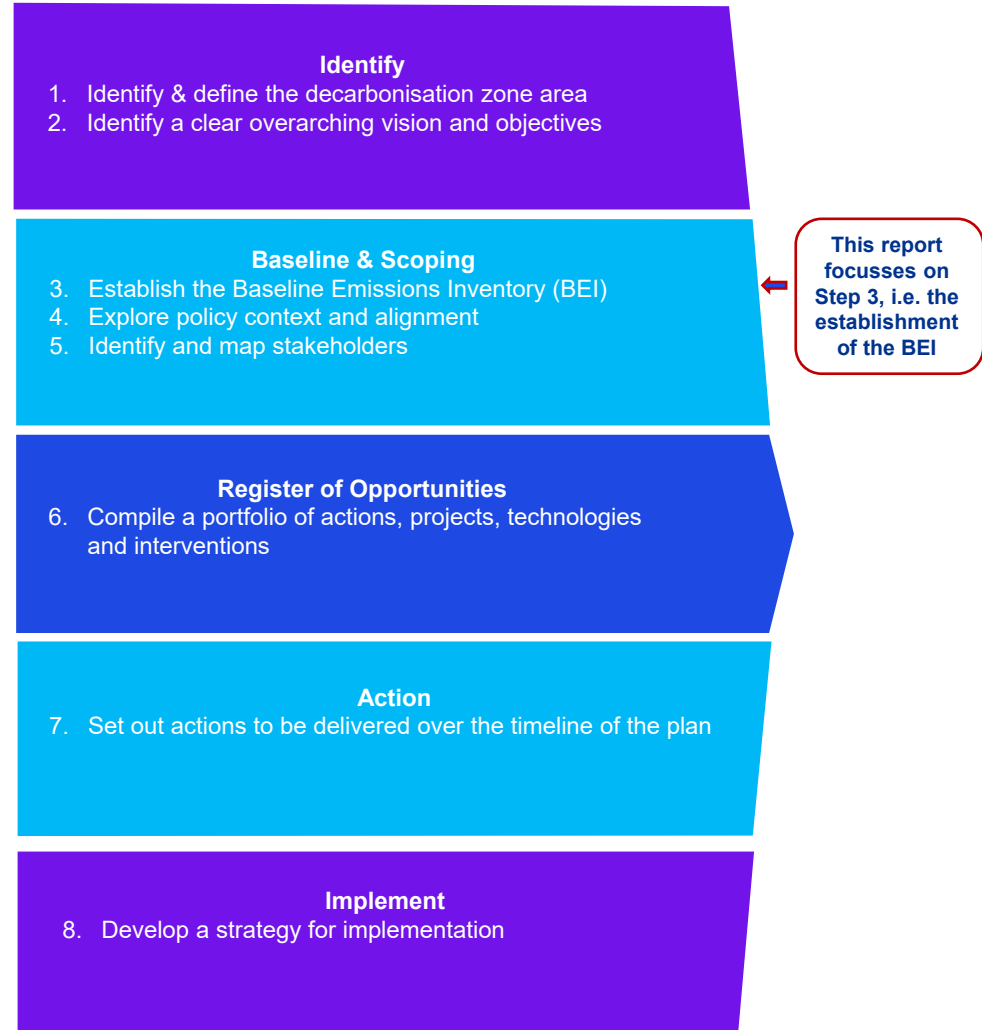 Identify
1. Identify & define the decarbonisation zone area
2. Identify a clear overarching vision and objectives
Baseline & Scoping
3. Establish the Baseline Emissions Inventory (BEI)
4. Explore policy context and alignment
5. Identify and map stakeholders
This report
focusses on
Step 3, i.e. the
establishment
of the BEI
Register of Opportunities
6. Compile a portfolio of actions, projects, technologies
and interventions
Action
7. Set out actions to be delivered over the timeline of the plan
Implement
8. Develop a strategy for implementation